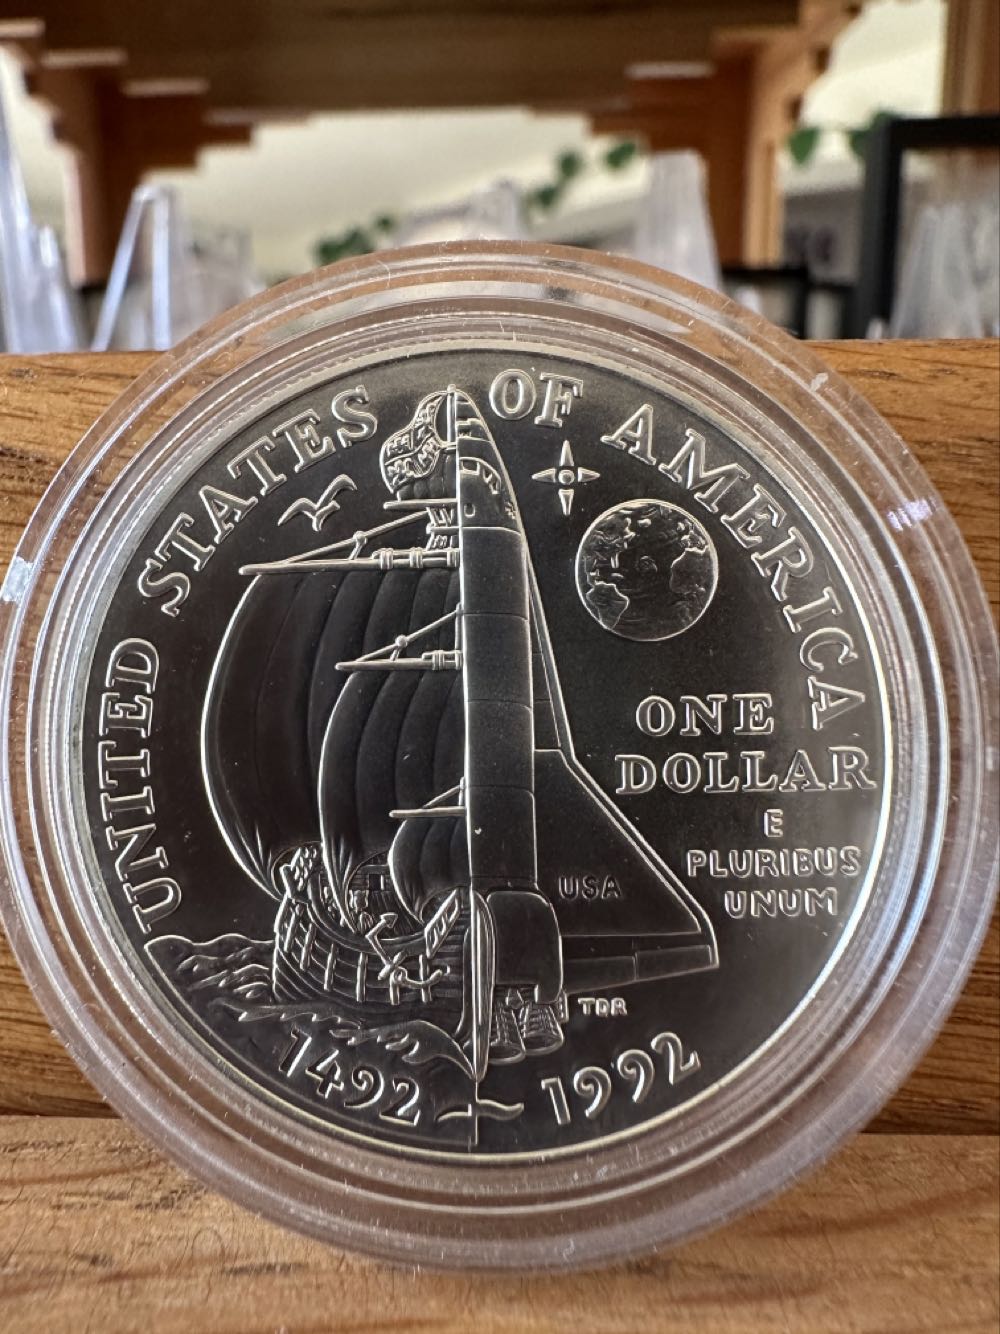 UNITED STATES OF AMERICA
ONE
DOLLAR
E
PLURIBUS
UNUM
USA
TDR
1492 ~ 1992